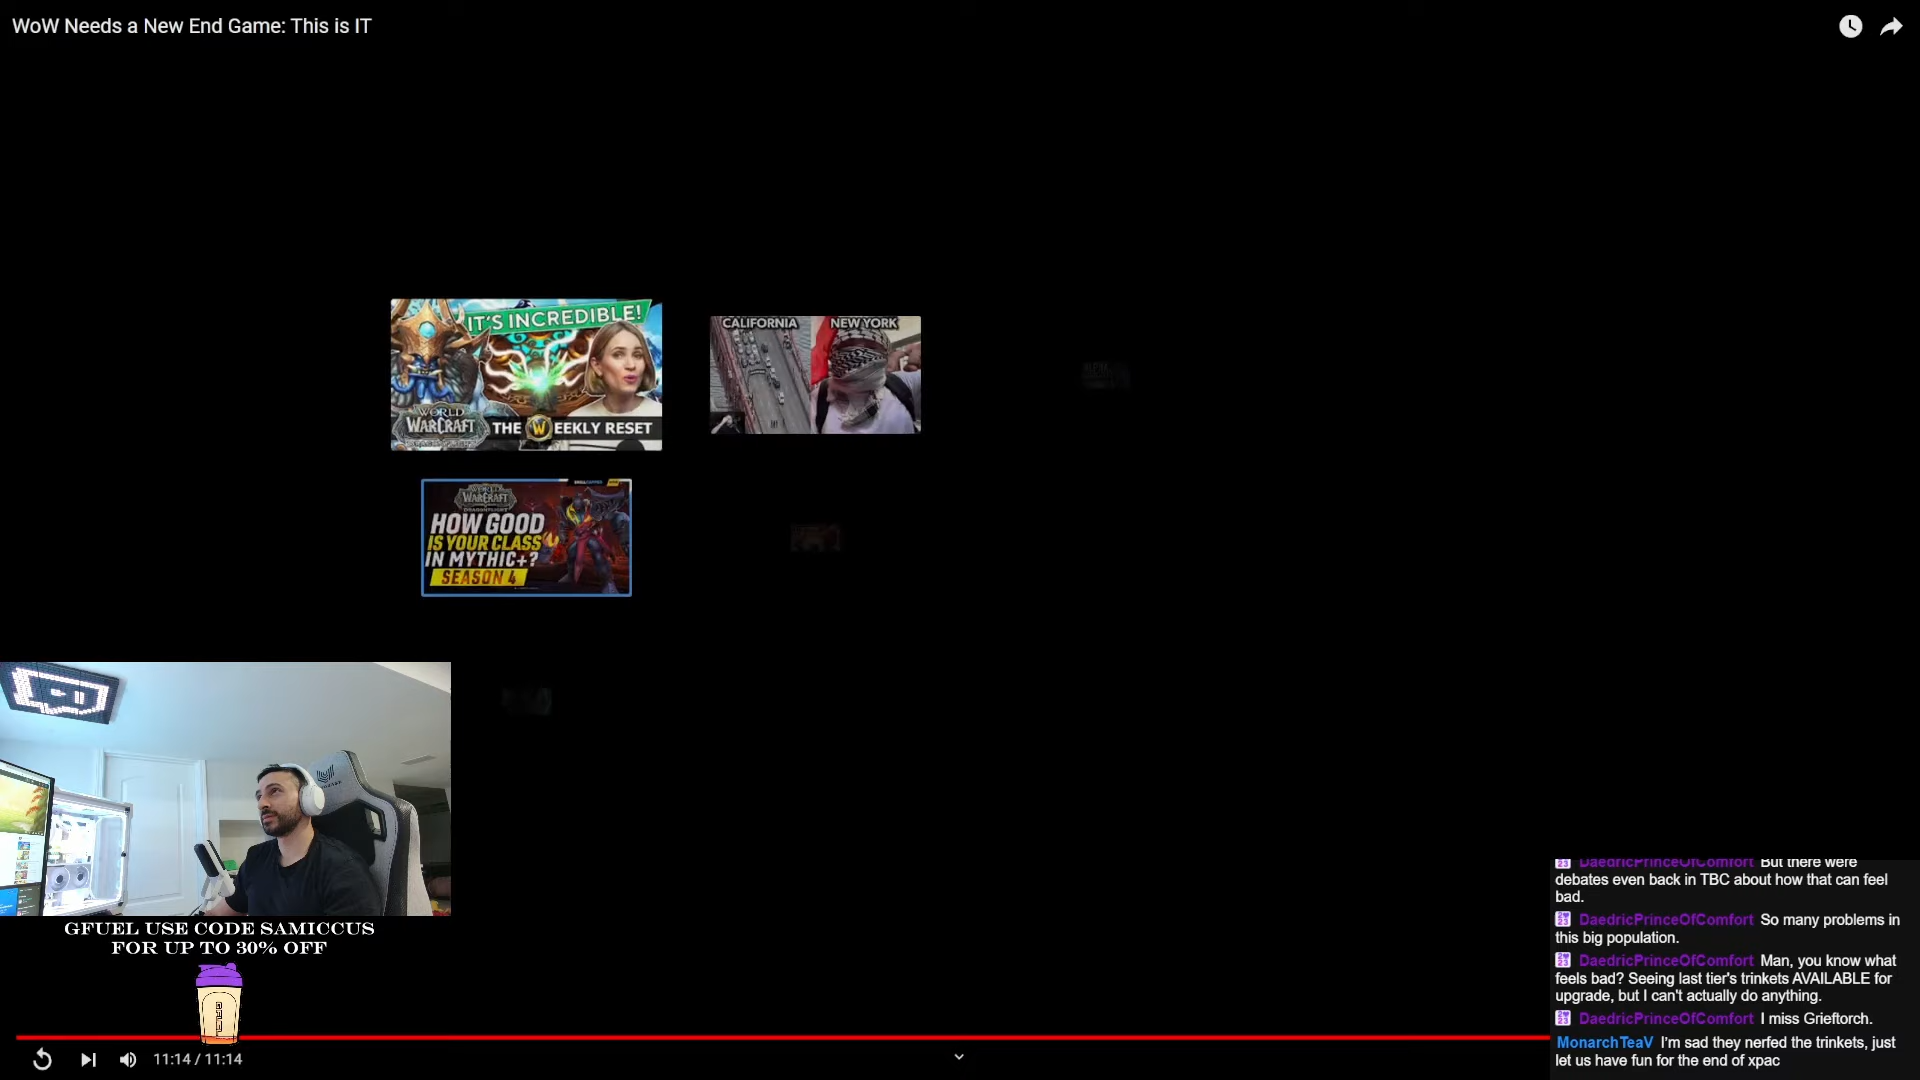 WoW Needs a New End Game: This is IT
IT'S INCREDIBLE!
WORLD
WARCRAFT
THE WEEKLY RESET
CALIFORNIA
NEW YORK
WORLD
WARCRAFT
DRAGONFLIGHT
HOW GOOD
IS YOUR CLASS
IN MYTHIC+?
SEASON 4
GFUEL USE CODE SAMICCUS
FOR UP TO 30% OFF
11:14 / 11:14
DaedricPrinceOfComfort But there were
debates even back in TBC about how that can feel
bad.
DaedricPrinceOfComfort So many problems in
this big population.
DaedricPrinceOfComfort Man, you know what
feels bad? Seeing last tier's trinkets AVAILABLE for
upgrade, but I can't actually do anything.
DaedricPrinceOfComfort I miss Grieftorch.
MonarchTeaV I'm sad they nerfed the trinkets, just
let us have fun for the end of xpac